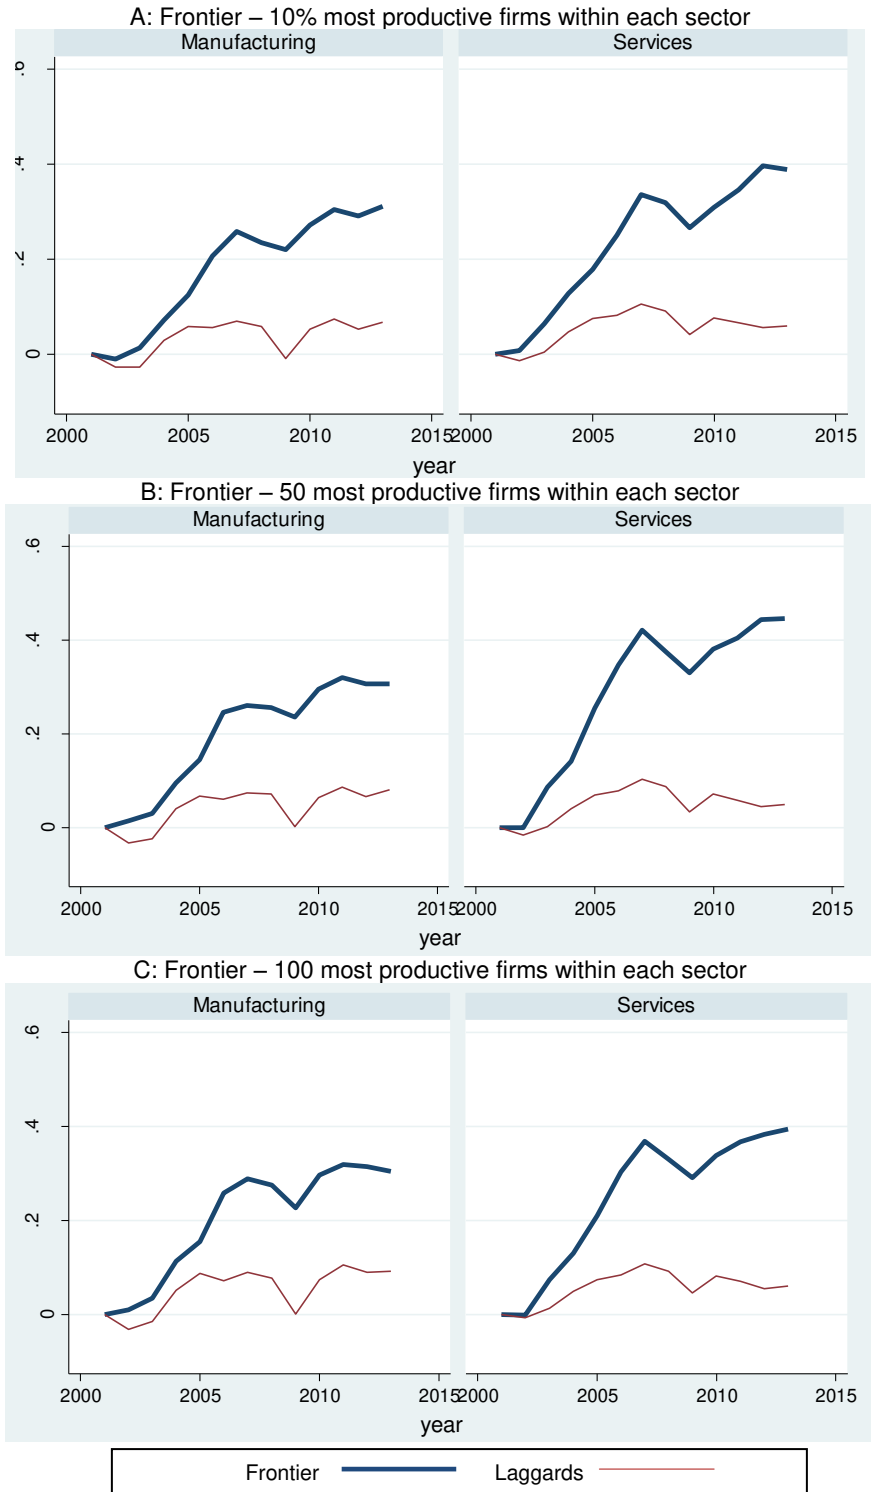 A: Frontier – 10% most productive firms within each sector
Manufacturing Services
.6
.4
.2
0
2000 2005 2010 2015 2000 2005 2010 2015
year
B: Frontier – 50 most productive firms within each sector
Manufacturing Services
.6
.4
.2
0
2000 2005 2010 2015 2000 2005 2010 2015
year
C: Frontier – 100 most productive firms within each sector
Manufacturing Services
.6
.4
.2
0
2000 2005 2010 2015 2000 2005 2010 2015
year
Frontier Laggards